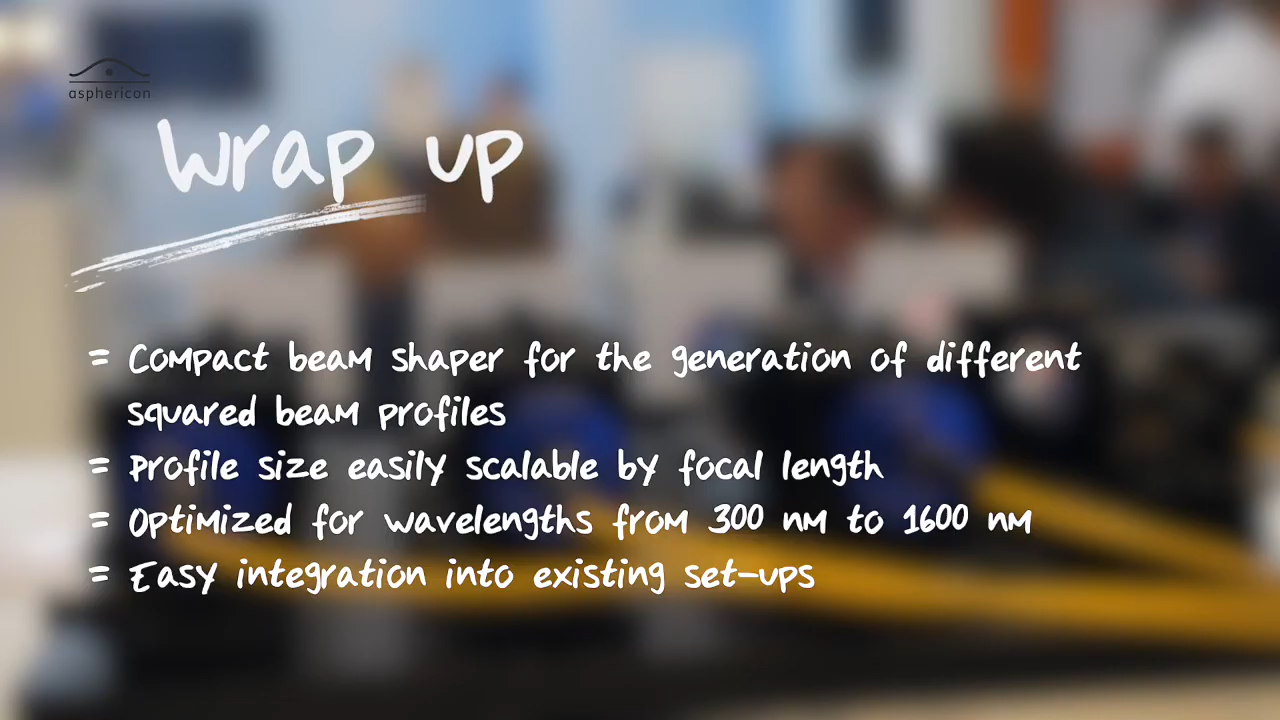 asphericon
Wrap up
= Compact beam shaper for the generation of different
squared beam profiles
= Profile size easily scalable by focal length
= Optimized for wavelengths from 300 nm to 1600 nm
= Easy integration into existing set-ups